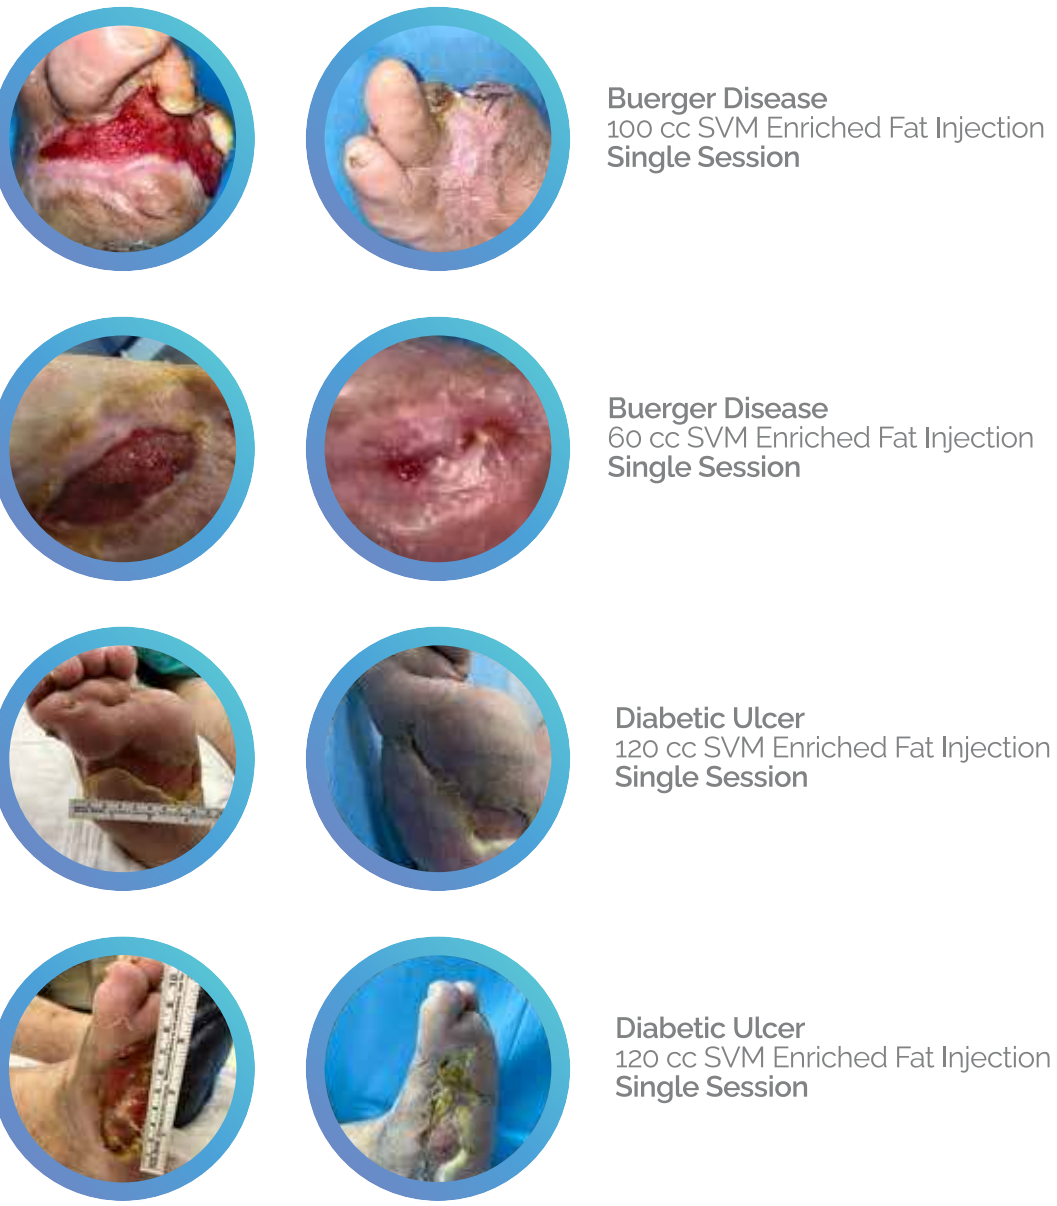 Buerger Disease
100 cc SVM Enriched Fat Injection
Single Session
Buerger Disease
60 cc SVM Enriched Fat Injection
Single Session
Diabetic Ulcer
120 cc SVM Enriched Fat Injection
Single Session
Diabetic Ulcer
120 cc SVM Enriched Fat Injection
Single Session